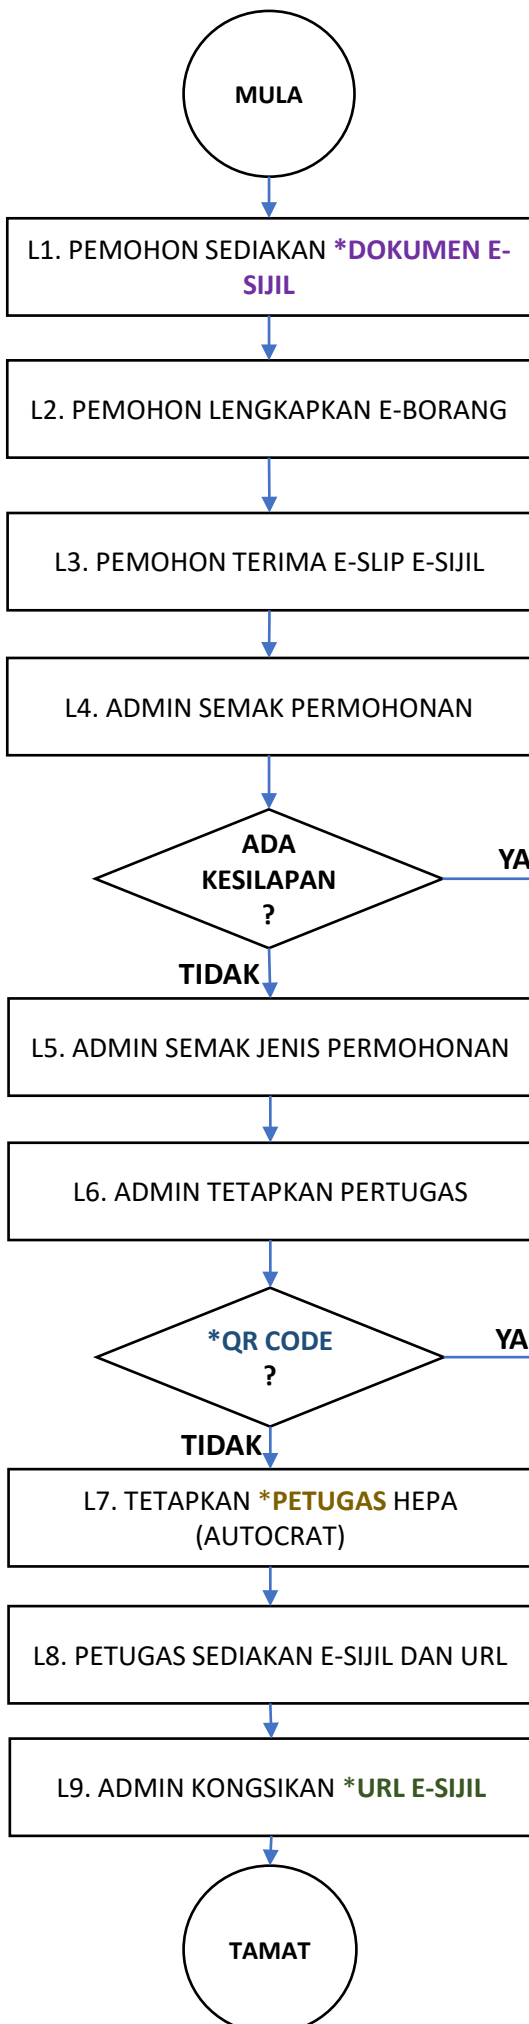 MULA
L1. PEMOHON SEDIAKAN *DOKUMEN E-
SIJIL
L2. PEMOHON LENGKAPKAN E-BORANG
L3. PEMOHON TERIMA E-SLIP E-SIJIL
L4. ADMIN SEMAK PERMOHONAN
ADA
KESILAPAN
?
YA
TIDAK
L5. ADMIN SEMAK JENIS PERMOHONAN
L6. ADMIN TETAPKAN PERTUGAS
*QR CODE
?
YA
TIDAK
L7. TETAPKAN *PETUGAS HEPA
(AUTOCRAT)
L8. PETUGAS SEDIAKAN E-SIJIL DAN URL
L9. ADMIN KONGSIKAN *URL E-SIJIL
TAMAT